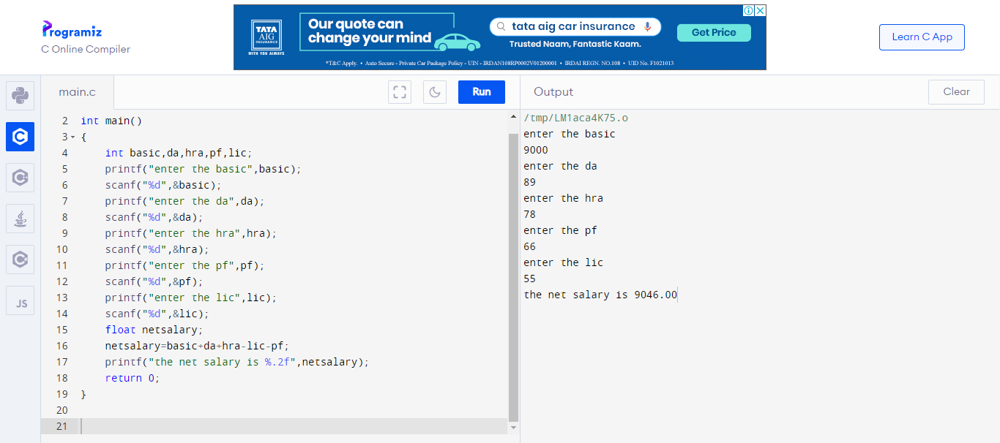 Programiz
C Online Compiler
TATA
AIG
INSURANCE
WITH YOU ALWAYS
Our quote can
change your mind
tata aig car insurance
Trusted Naam, Fantastic Kaam.
Get Price
*T&C Apply. • Auto Secure - Private Car Package Policy - UIN - IRDAN108RP0002V01200001 • IRDAI REGN. NO.108 • UID No. F1021013
Learn C App
main.c
Run
Output
Clear
JS
2 int main()
3 {
4     int basic,da,hra,pf,lic;
5     printf("enter the basic",basic);
6     scanf("%d",&basic);
7     printf("enter the da",da);
8     scanf("%d",&da);
9     printf("enter the hra",hra);
10     scanf("%d",&hra);
11     printf("enter the pf",pf);
12     scanf("%d",&pf);
13     printf("enter the lic",lic);
14     scanf("%d",&lic);
15     float netsalary;
16     netsalary=basic+da+hra-lic-pf;
17     printf("the net salary is %.2f",netsalary);
18     return 0;
19 }
20
21
/tmp/LM1aca4K75.o
enter the basic
9000
enter the da
89
enter the hra
78
enter the pf
66
enter the lic
55
the net salary is 9046.00